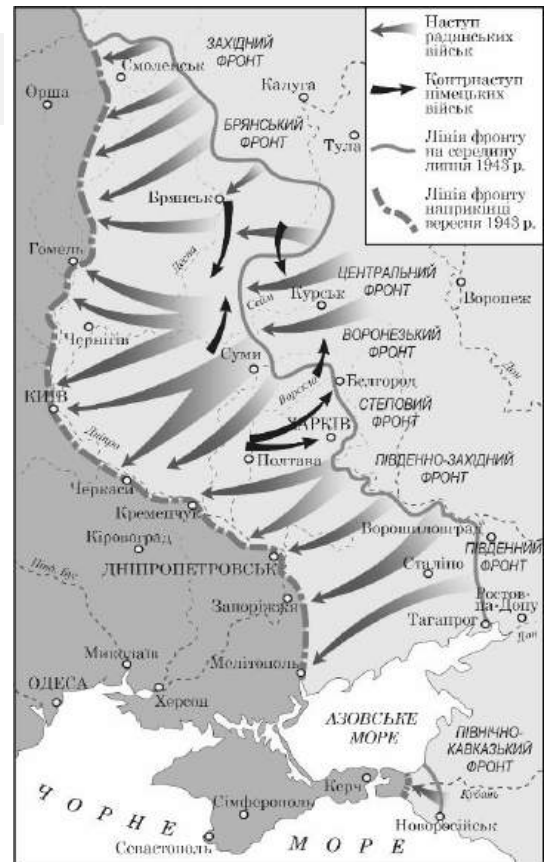 Наступ
радянських
військ
Контрнаступ
німецьких
військ
Лінія фронту
на середину
липня 1943 р.
Лінія фронту
наприкінці
вересня 1943 р.
ЗАХІДНИЙ
ФРОНТ
Смоленськ
Орша
Калуга
БРЯНСЬКИЙ
ФРОНТ
Тула
Брянськ
Гомель
Десна
ЦЕНТРАЛЬНИЙ
ФРОНТ
Сейм
Курськ
Воронеж
Чернігів
ВОРОНЕЗЬКИЙ
ФРОНТ
Дон
Суми
Ворскла
Бєлгород
КИЇВ
СТЕПОВИЙ
ФРОНТ
ХАРКІВ
Дніпро
Полтава
ПІВДЕННО-ЗАХІДНИЙ
ФРОНТ
Черкаси
Кременчук
Ворошиловград
Кіровоград
ПІВДЕННИЙ
ФРОНТ
ДНІПРОПЕТРОВСЬК
Сталіно
Півд. Буг
Запоріжжя
Ростов-
на-Дону
Таганрог
Дон
Миколаїв
Мелітополь
ОДЕСА
Херсон
АЗОВСЬКЕ
МОРЕ
ПІВНІЧНО-
КАВКАЗЬКИЙ
ФРОНТ
Керч
Кубань
Сімферополь
Новоросійськ
ЧОРНЕ МОРЕ
Севастополь